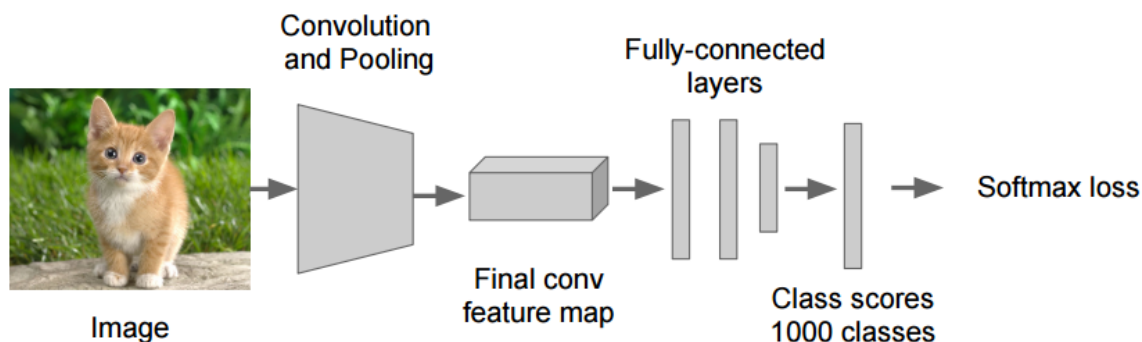 Convolution
and Pooling
Fully-connected
layers
Softmax loss
Final conv
feature map
Class scores
1000 classes
Image